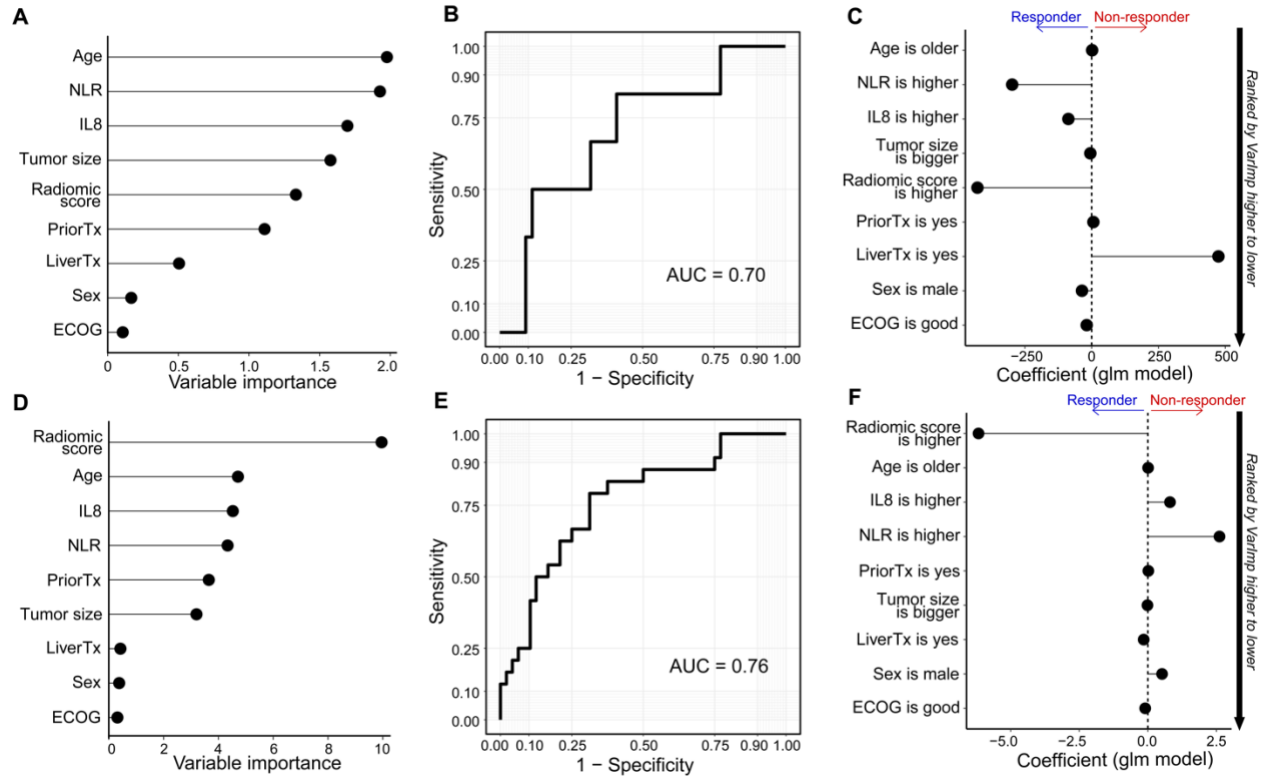 A
Age
NLR
IL8
Tumor size
Radiomic
score
PriorTx
LiverTx
Sex
ECOG
0 0.5 1.0 1.5 2.0
Variable importance
B
1.00
0.90
0.75
0.50
0.25
0.10
0.00
Sensitivity
AUC = 0.70
0.00 0.10 0.25 0.50 0.75 0.90 1.00
1 − Specificity
C
Responder Non-responder
Age is older
NLR is higher
IL8 is higher
Tumor size
is bigger
Radiomic score
is higher
PriorTx is yes
LiverTx is yes
Sex is male
ECOG is good
−250 0 250 500
Coefficient (glm model)
Ranked by VarImp higher to lower
D
Radiomic
score
Age
IL8
NLR
PriorTx
Tumor size
LiverTx
Sex
ECOG
0 2 4 6 8 10
Variable importance
E
1.00
0.90
0.75
0.50
0.25
0.10
0.00
Sensitivity
AUC = 0.76
0.00 0.10 0.25 0.50 0.75 0.90 1.00
1 − Specificity
F
Responder Non-responder
Radiomic score
is higher
Age is older
IL8 is higher
NLR is higher
PriorTx is yes
Tumor size
is bigger
LiverTx is yes
Sex is male
ECOG is good
−5.0 −2.5 0.0 2.5
Coefficient (glm model)
Ranked by VarImp higher to lower